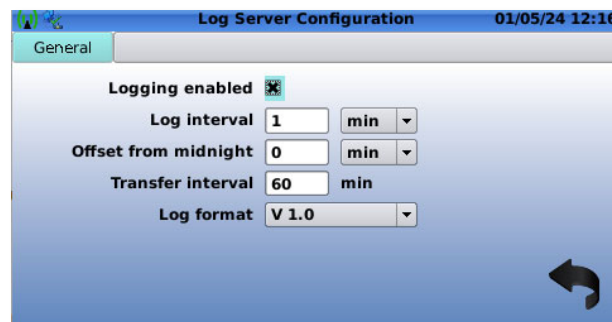 Log Server Configuration 01/05/24 12:16
General
Logging enabled
Log interval 1 min
Offset from midnight 0 min
Transfer interval 60 min
Log format V 1.0